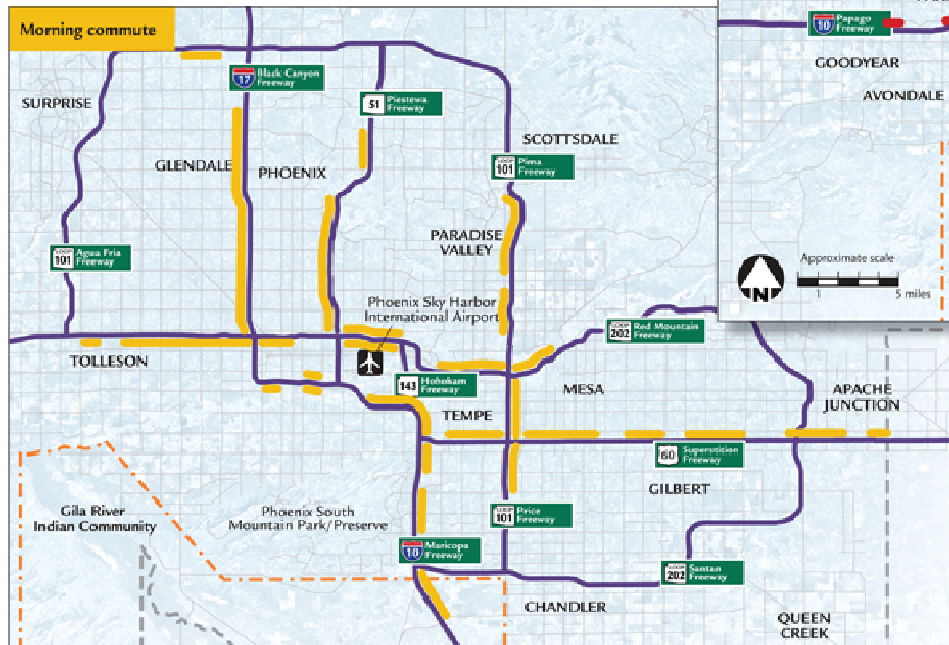 Morning commute
10
Papago
Freeway
GOODYEAR
AVONDALE
17
Black Canyon
Freeway
51
Piestewa
Freeway
SURPRISE
SCOTTSDALE
LOOP
101
Pima
Freeway
GLENDALE
PHOENIX
PARADISE
VALLEY
LOOP
101
Agua Fria
Freeway
Approximate scale
N
1
5 miles
Phoenix Sky Harbor
International Airport
LOOP
202
Red Mountain
Freeway
TOLLESON
143
Hohokam
Freeway
MESA
APACHE
JUNCTION
TEMPE
60
Superstition
Freeway
GILBERT
Gila River
Indian Community
Phoenix South
Mountain Park/Preserve
LOOP
101
Price
Freeway
10
Maricopa
Freeway
LOOP
202
Santan
Freeway
CHANDLER
QUEEN
CREEK